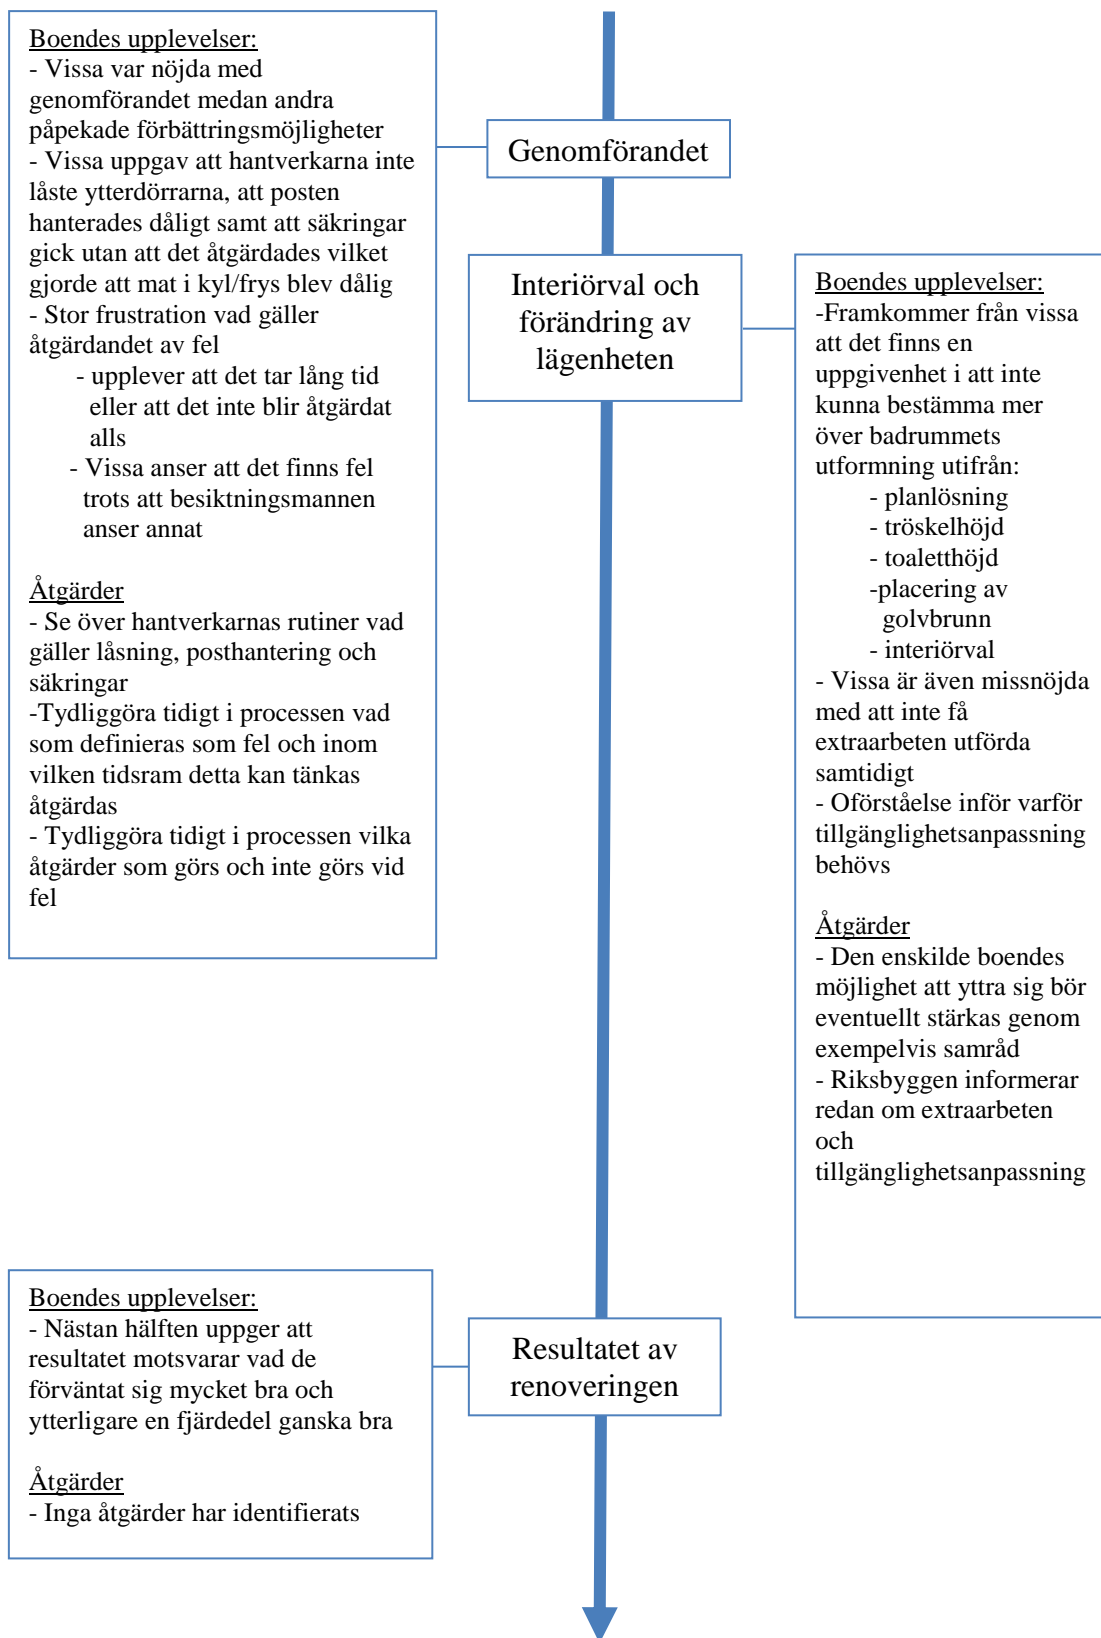 Boendes upplevelser:
- Vissa var nöjda med
genomförandet medan andra
påpekade förbättringsmöjligheter
- Vissa uppgav att hantverkarna inte
låste ytterdörrarna, att posten
hanterades dåligt samt att säkringar
gick utan att det åtgärdades vilket
gjorde att mat i kyl/frys blev dålig
- Stor frustration vad gäller
åtgärdandet av fel
- upplever att det tar lång tid
eller att det inte blir åtgärdat
alls
- Vissa anser att det finns fel
trots att besiktningsmannen
anser annat
Åtgärder
- Se över hantverkarnas rutiner vad
gäller låsning, posthantering och
säkringar
-Tydliggöra tidigt i processen vad
som definieras som fel och inom
vilken tidsram detta kan tänkas
åtgärdas
- Tydliggöra tidigt i processen vilka
åtgärder som görs och inte görs vid
fel
Genomförandet
Interiörval och
förändring av
lägenheten
Boendes upplevelser:
-Framkommer från vissa
att det finns en
uppgivenhet i att inte
kunna bestämma mer
över badrummets
utformning utifrån:
- planlösning
- tröskelhöjd
- toaletthöjd
-placering av
golvbrunn
- interiörval
- Vissa är även missnöjda
med att inte få
extraarbeten utförda
samtidigt
- Oförståelse inför varför
tillgänglighetsanpassning
behövs
Åtgärder
- Den enskilde boendes
möjlighet att yttra sig bör
eventuellt stärkas genom
exempelvis samråd
- Riksbyggen informerar
redan om extraarbeten
och
tillgänglighetsanpassning
Boendes upplevelser:
- Nästan hälften uppger att
resultatet motsvarar vad de
förväntat sig mycket bra och
ytterligare en fjärdedel ganska bra
Åtgärder
- Inga åtgärder har identifierats
Resultatet av
renoveringen